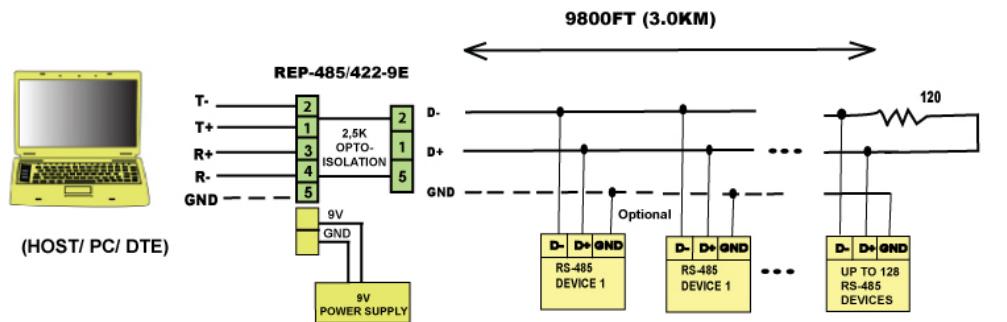 9800FT (3.0KM)
REP-485/422-9E
T-
T+
R+
R-
GND
2
1
3
4
5
2,5K
OPTO-
ISOLATION
2
1
5
D-
D+
GND
120
9V
GND
9V
POWER SUPPLY
(HOST/ PC/ DTE)
Optional
D- D+ GND
RS-485
DEVICE 1
D- D+ GND
RS-485
DEVICE 1
D- D+ GND
UP TO 128
RS-485
DEVICES